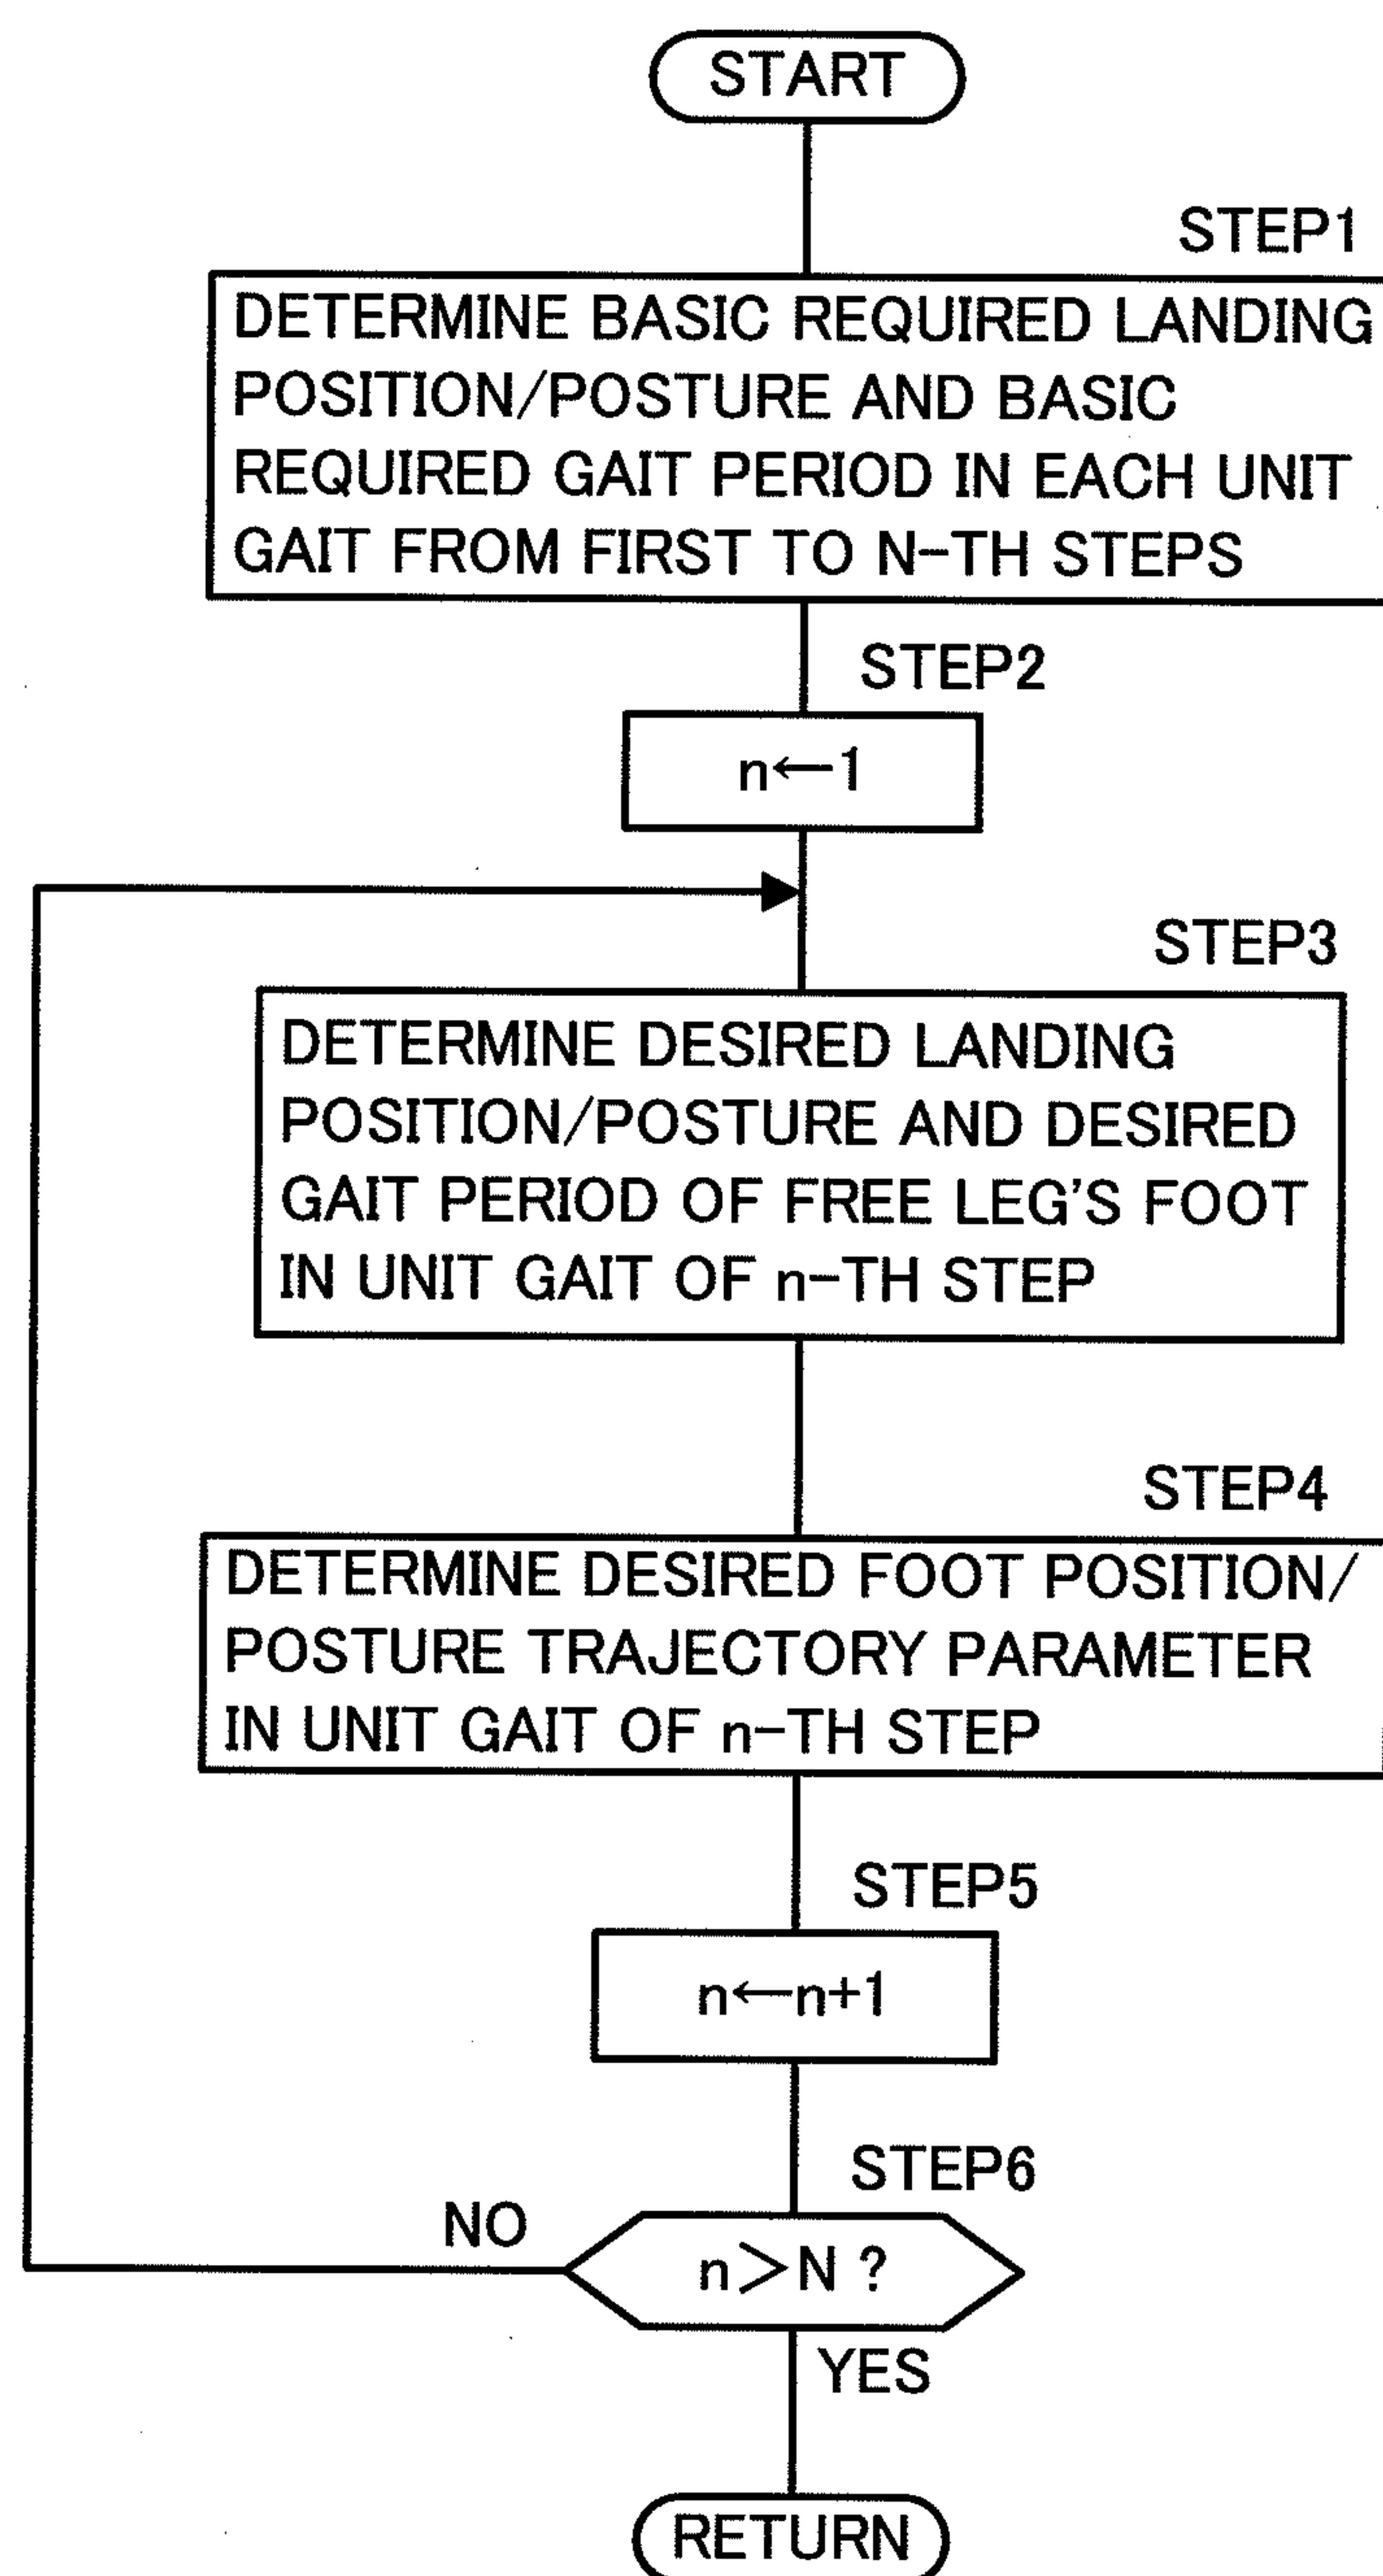 START
STEP1
DETERMINE BASIC REQUIRED LANDING
POSITION/POSTURE AND BASIC
REQUIRED GAIT PERIOD IN EACH UNIT
GAIT FROM FIRST TO N-TH STEPS
STEP2
n←1
STEP3
DETERMINE DESIRED LANDING
POSITION/POSTURE AND DESIRED
GAIT PERIOD OF FREE LEG'S FOOT
IN UNIT GAIT OF n-TH STEP
STEP4
DETERMINE DESIRED FOOT POSITION/
POSTURE TRAJECTORY PARAMETER
IN UNIT GAIT OF n-TH STEP
STEP5
n←n+1
STEP6
NO
n>N ?
YES
RETURN